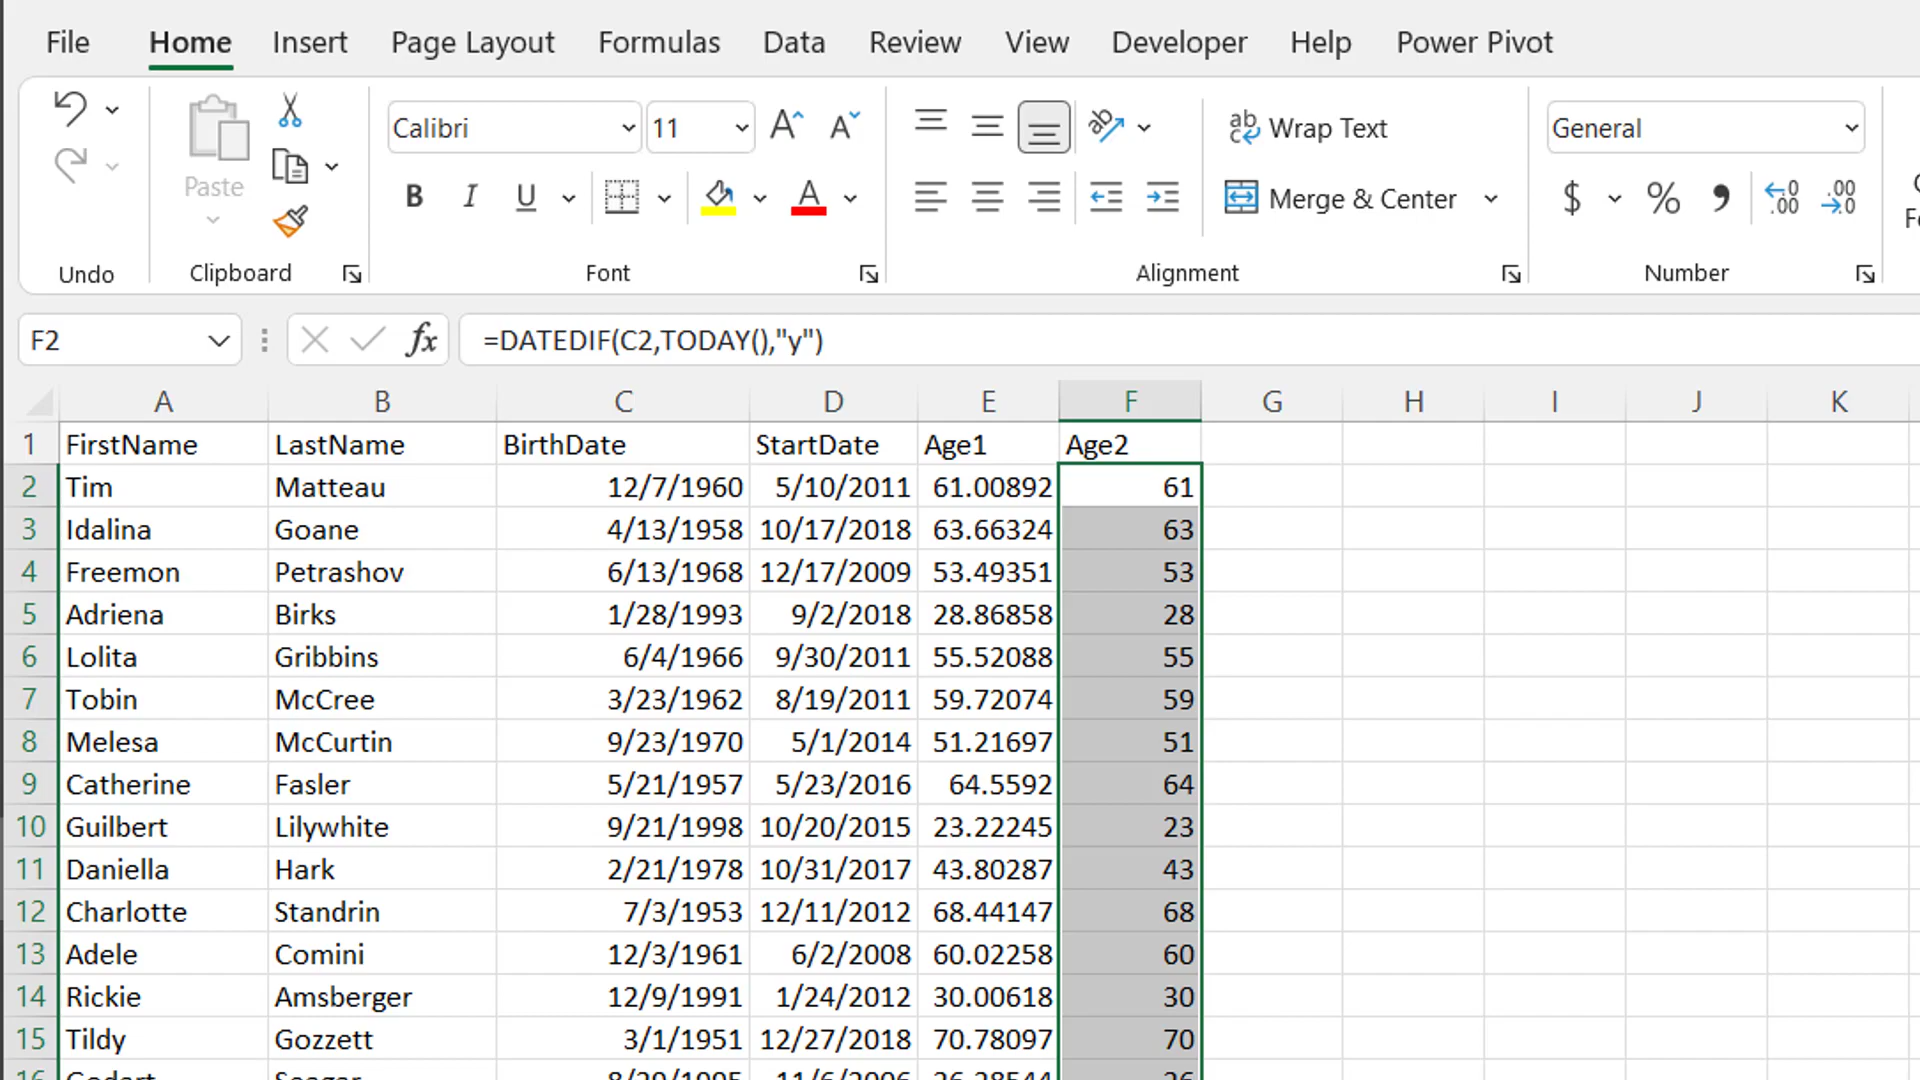 File Home Insert Page Layout Formulas Data Review View Developer Help Power Pivot
Paste
Calibri 11
ab Wrap Text
General
B I U A
Merge & Center
$ % .00
Undo Clipboard Font Alignment Number
F2 fx =DATEDIF(C2,TODAY(),"y")
A B C D E F G H I J K
1 FirstName LastName BirthDate StartDate Age1 Age2
2 Tim Matteau 12/7/1960 5/10/2011 61.00892 61
3 Idalina Goane 4/13/1958 10/17/2018 63.66324 63
4 Freemon Petrashov 6/13/1968 12/17/2009 53.49351 53
5 Adriena Birks 1/28/1993 9/2/2018 28.86858 28
6 Lolita Gribbins 6/4/1966 9/30/2011 55.52088 55
7 Tobin McCree 3/23/1962 8/19/2011 59.72074 59
8 Melesa McCurtin 9/23/1970 5/1/2014 51.21697 51
9 Catherine Fasler 5/21/1957 5/23/2016 64.5592 64
10 Guilbert Lilywhite 9/21/1998 10/20/2015 23.22245 23
11 Daniella Hark 2/21/1978 10/31/2017 43.80287 43
12 Charlotte Standrin 7/3/1953 12/11/2012 68.44147 68
13 Adele Comini 12/3/1961 6/2/2008 60.02258 60
14 Rickie Amsberger 12/9/1991 1/24/2012 30.00618 30
15 Tildy Gozzett 3/1/1951 12/27/2018 70.78097 70